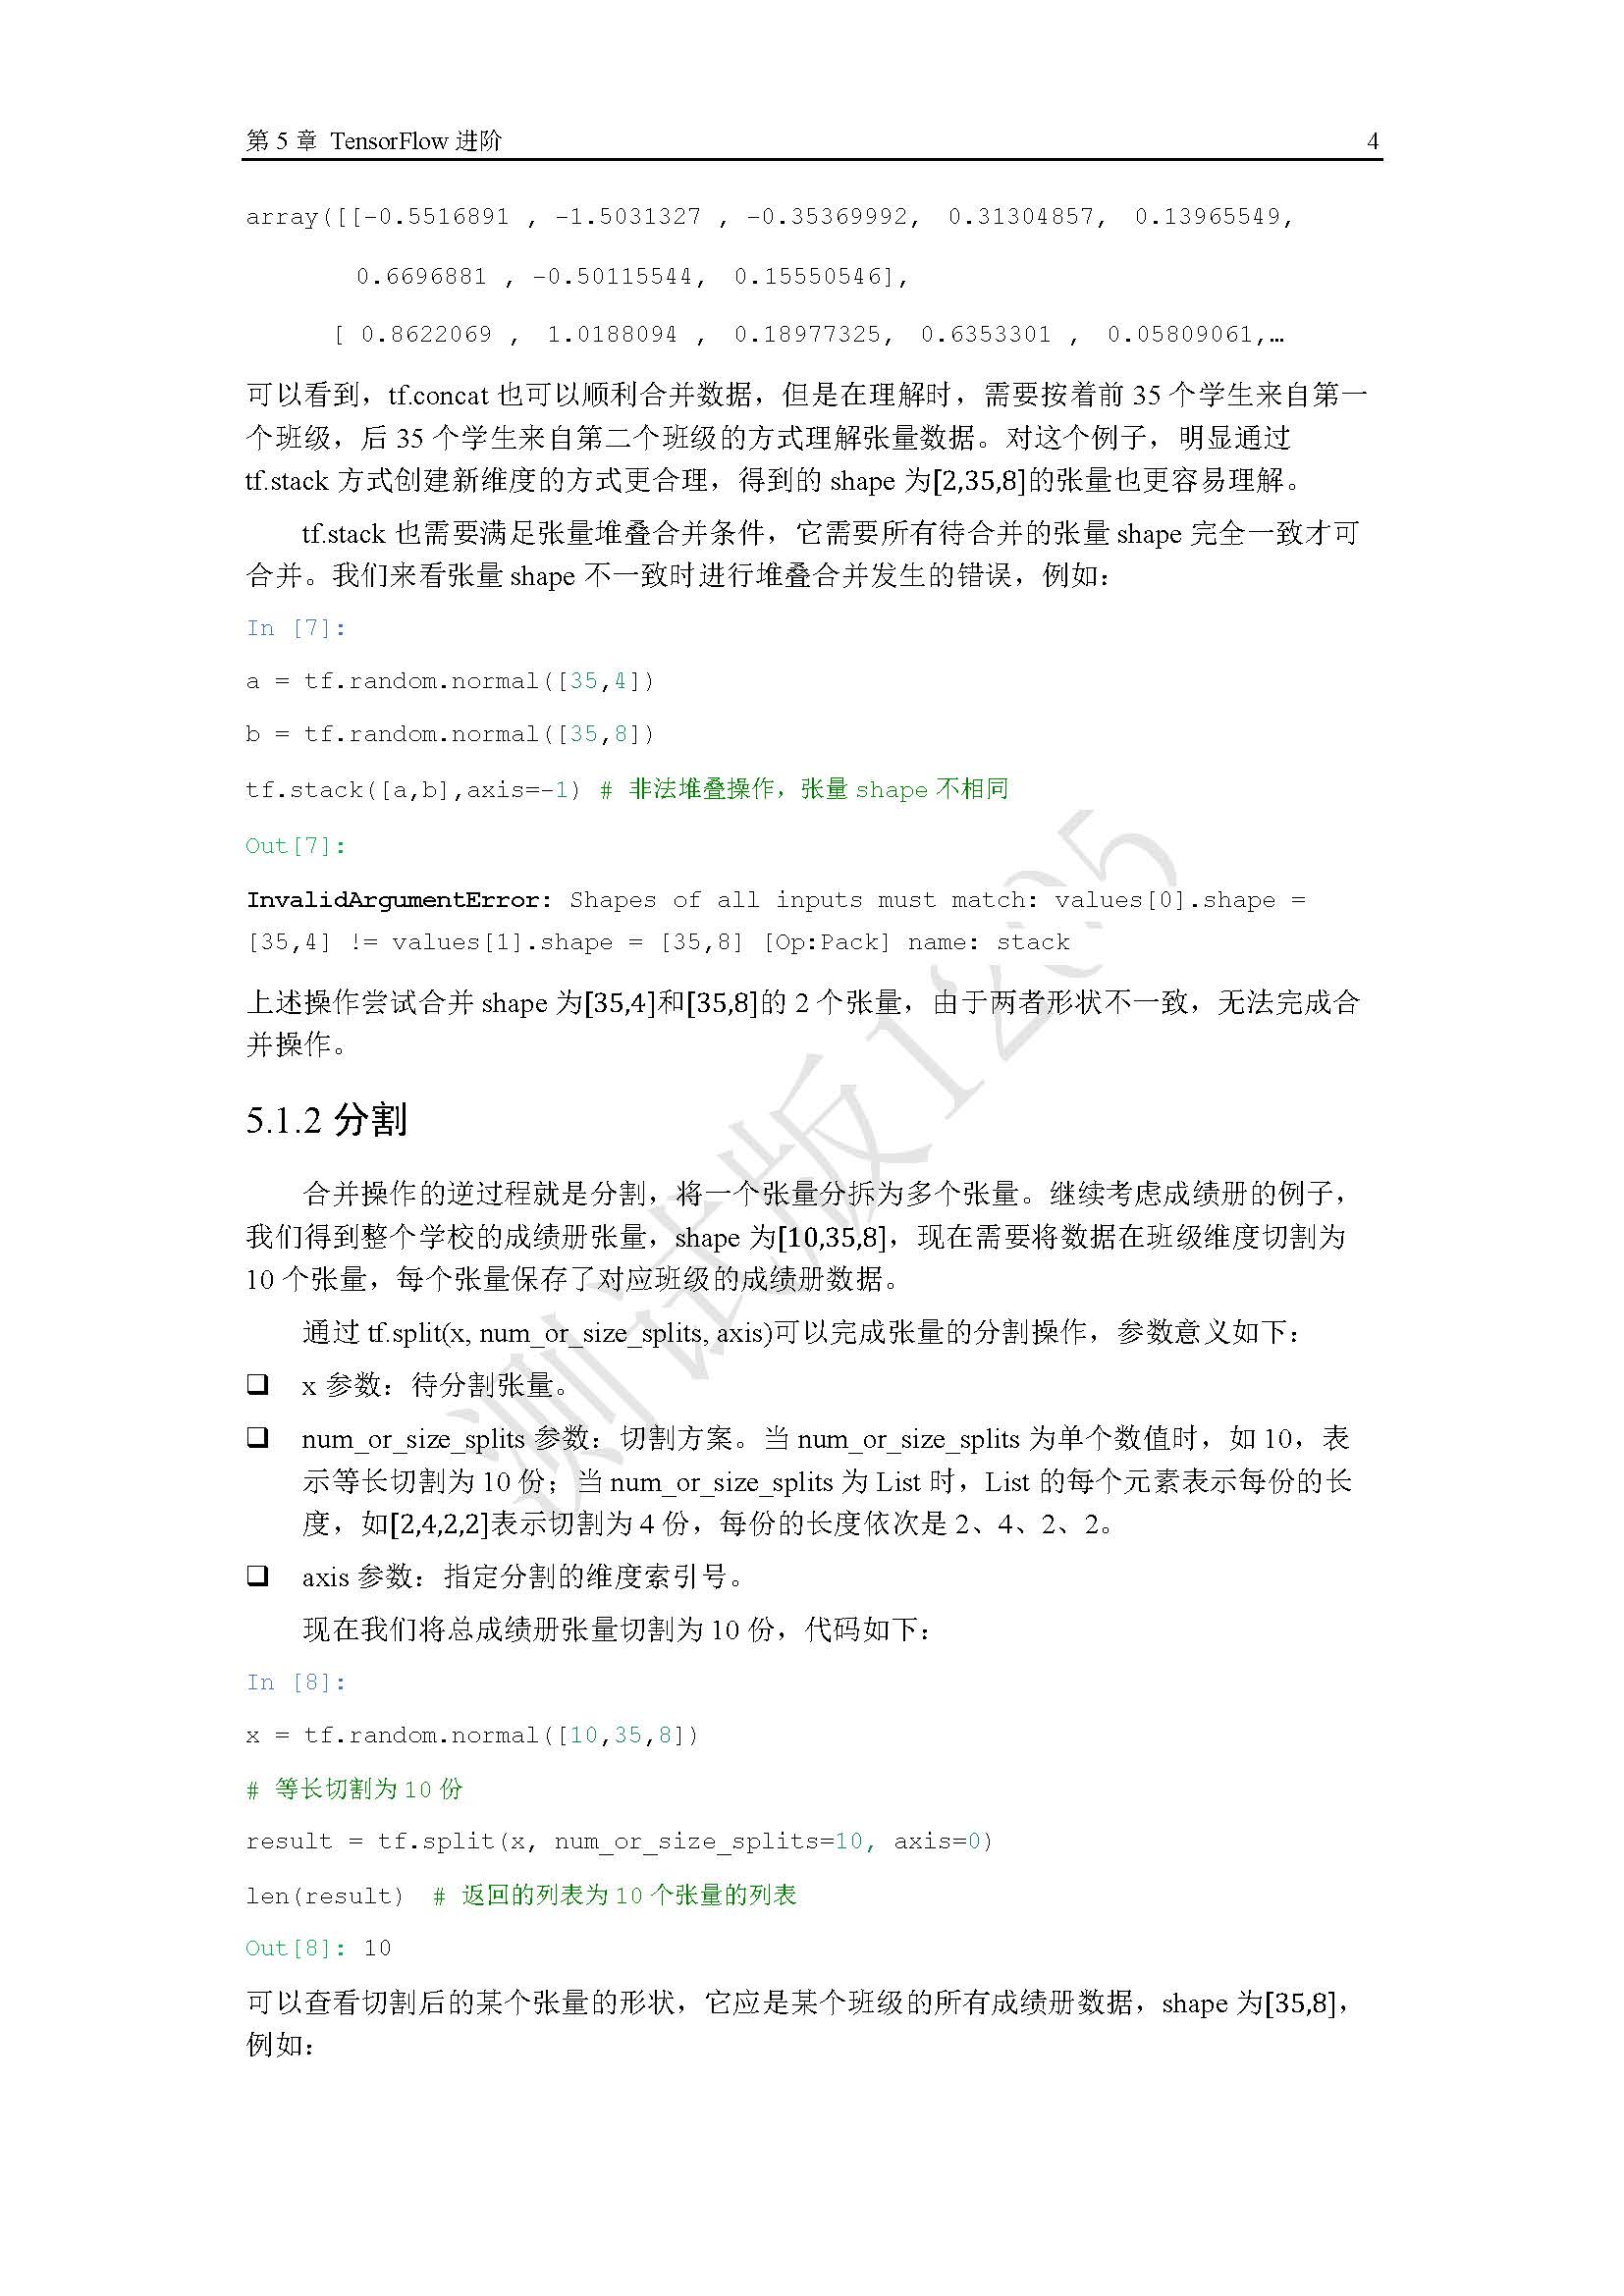 第 5 章 TensorFlow 进阶 4
array([[-0.5516891 , -1.5031327 , -0.35369992, 0.31304857, 0.13965549,
0.6696881 , -0.50115544, 0.15550546],
[ 0.8622069 , 1.0188094 , 0.18977325, 0.6353301 , 0.05809061,…
可以看到，tf.concat 也可以顺利合并数据，但是在理解时，需要按着前 35 个学生来自第一
个班级，后 35 个学生来自第二个班级的方式理解张量数据。对这个例子，明显通过
tf.stack 方式创建新维度的方式更合理，得到的 shape 为[2,35,8]的张量也更容易理解。
tf.stack 也需要满足张量堆叠合并条件，它需要所有待合并的张量 shape 完全一致才可
合并。我们来看张量 shape 不一致时进行堆叠合并发生的错误，例如：
In [7]:
a = tf.random.normal([35,4])
b = tf.random.normal([35,8])
tf.stack([a,b],axis=-1) # 非法堆叠操作，张量 shape 不相同
Out[7]:
InvalidArgumentError: Shapes of all inputs must match: values[0].shape =
[35,4] != values[1].shape = [35,8] [Op:Pack] name: stack
上述操作尝试合并 shape 为[35,4]和[35,8]的 2 个张量，由于两者形状不一致，无法完成合
并操作。
5.1.2 分割
合并操作的逆过程就是分割，将一个张量分拆为多个张量。继续考虑成绩册的例子，
我们得到整个学校的成绩册张量，shape 为[10,35,8]，现在需要将数据在班级维度切割为
10 个张量，每个张量保存了对应班级的成绩册数据。
通过 tf.split(x, num_or_size_splits, axis)可以完成张量的分割操作，参数意义如下：
❑ x 参数：待分割张量。
❑ num_or_size_splits 参数：切割方案。当 num_or_size_splits 为单个数值时，如 10，表
示等长切割为 10 份；当 num_or_size_splits 为 List 时，List 的每个元素表示每份的长
度，如[2,4,2,2]表示切割为 4 份，每份的长度依次是 2、4、2、2。
❑ axis 参数：指定分割的维度索引号。
现在我们将总成绩册张量切割为 10 份，代码如下：
In [8]:
x = tf.random.normal([10,35,8])
# 等长切割为 10 份
result = tf.split(x, num_or_size_splits=10, axis=0)
len(result) # 返回的列表为 10 个张量的列表
Out[8]: 10
可以查看切割后的某个张量的形状，它应是某个班级的所有成绩册数据，shape 为[35,8]，
例如：